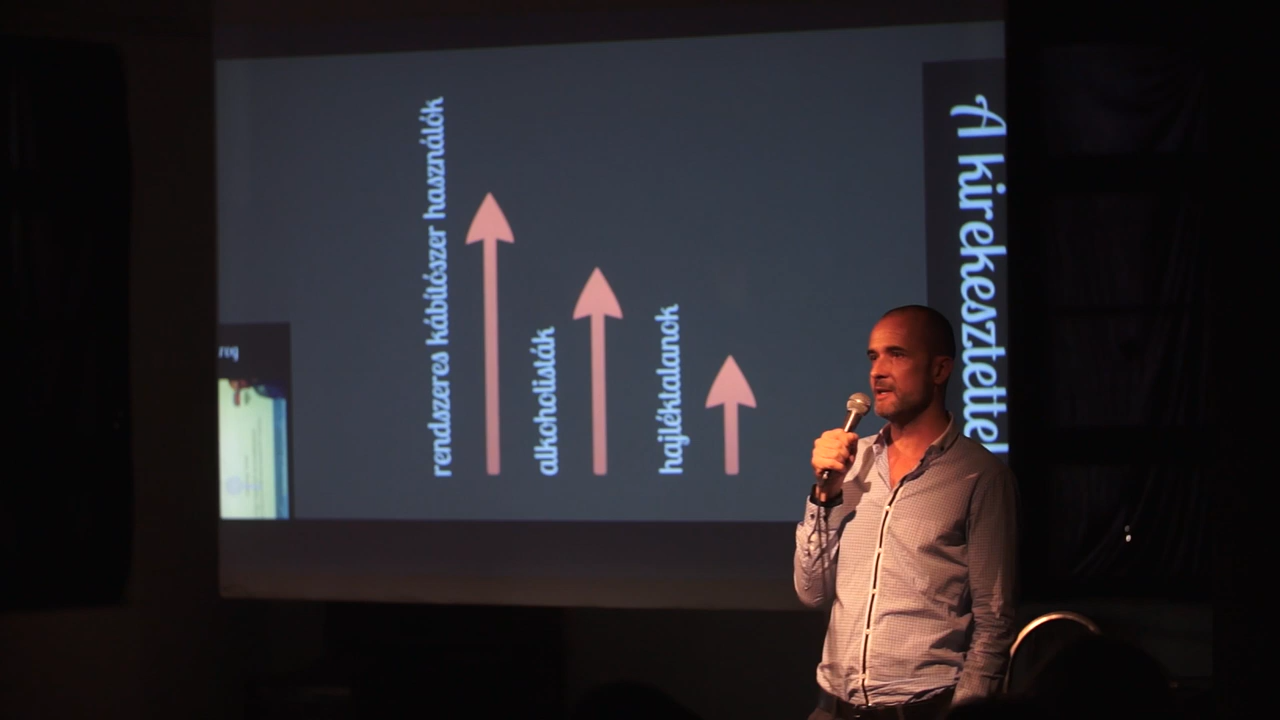 rendszeres kábítószer használók
alkoholisták
hajléktalanok
A kirekesztettek